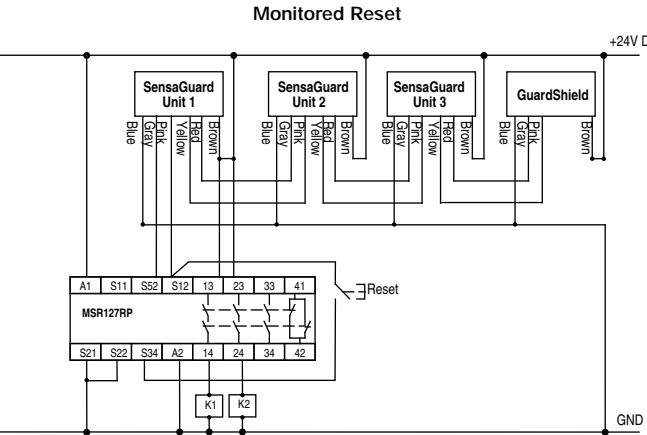 Monitored Reset
+24V D
SensaGuard
Unit 1
SensaGuard
Unit 2
SensaGuard
Unit 3
GuardShield
Blue
Gray
Pink
Yellow
Red
Brown
Blue
Gray
Pink
Yellow
Red
Brown
Blue
Gray
Pink
Yellow
Red
Brown
Blue
Gray
Pink
Brown
A1 S11 S52 S12 13 23 33 41
Reset
MSR127RP
S21 S22 S34 A2 14 24 34 42
K1 K2
GND